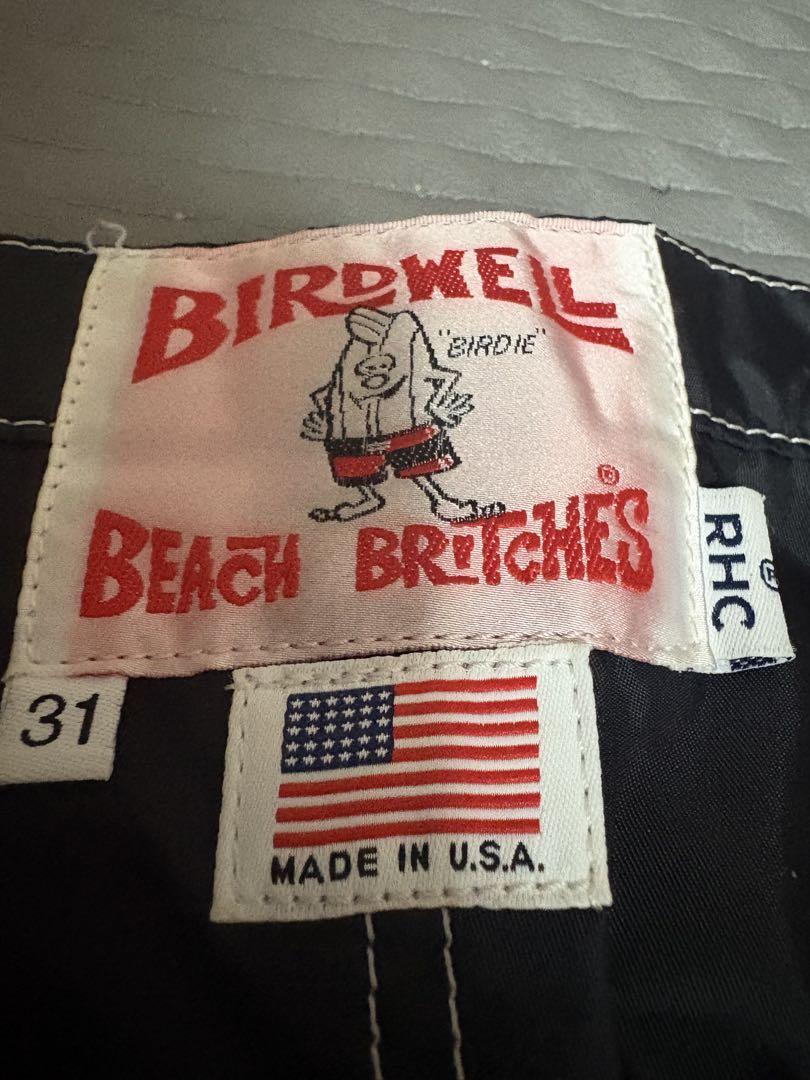 BIRDWELL
"BIRDIE"
BEACH BRITCHES®
RHC®
31
MADE IN U.S.A.